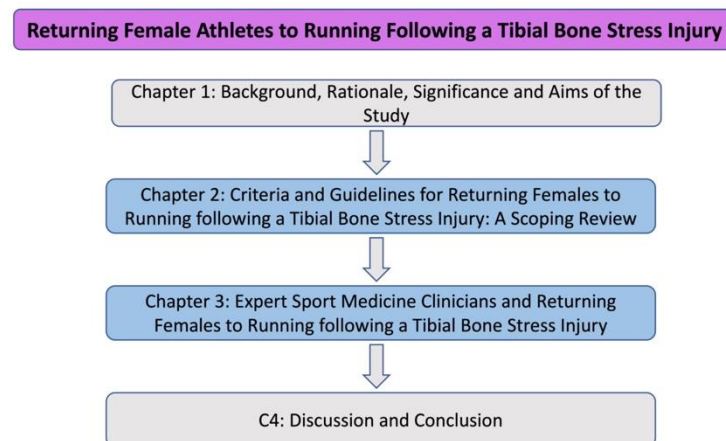 Returning Female Athletes to Running Following a Tibial Bone Stress Injury
Chapter 1: Background, Rationale, Significance and Aims of the
Study
Chapter 2: Criteria and Guidelines for Returning Females to
Running following a Tibial Bone Stress Injury: A Scoping Review
Chapter 3: Expert Sport Medicine Clinicians and Returning
Females to Running following a Tibial Bone Stress Injury
C4: Discussion and Conclusion